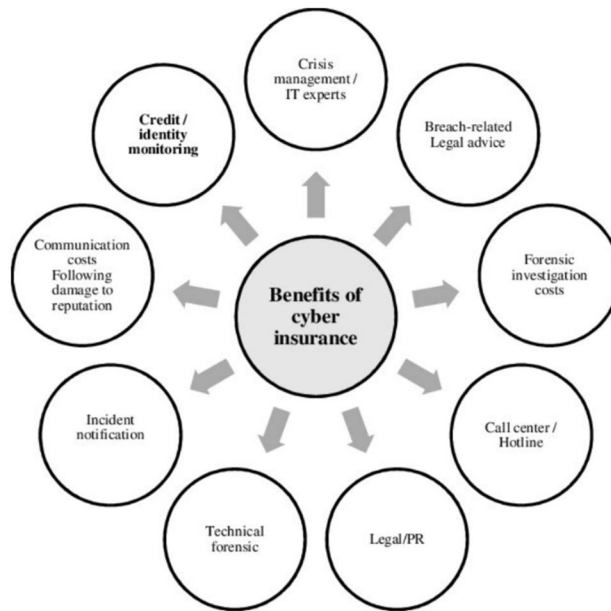 Crisis
management /
IT experts
Breach-related
Legal advice
Forensic
investigation
costs
Call center /
Hotline
Legal/PR
Technical
forensic
Incident
notification
Communication
costs
Following
damage to
reputation
Credit /
identity
monitoring
Benefits of
cyber
insurance